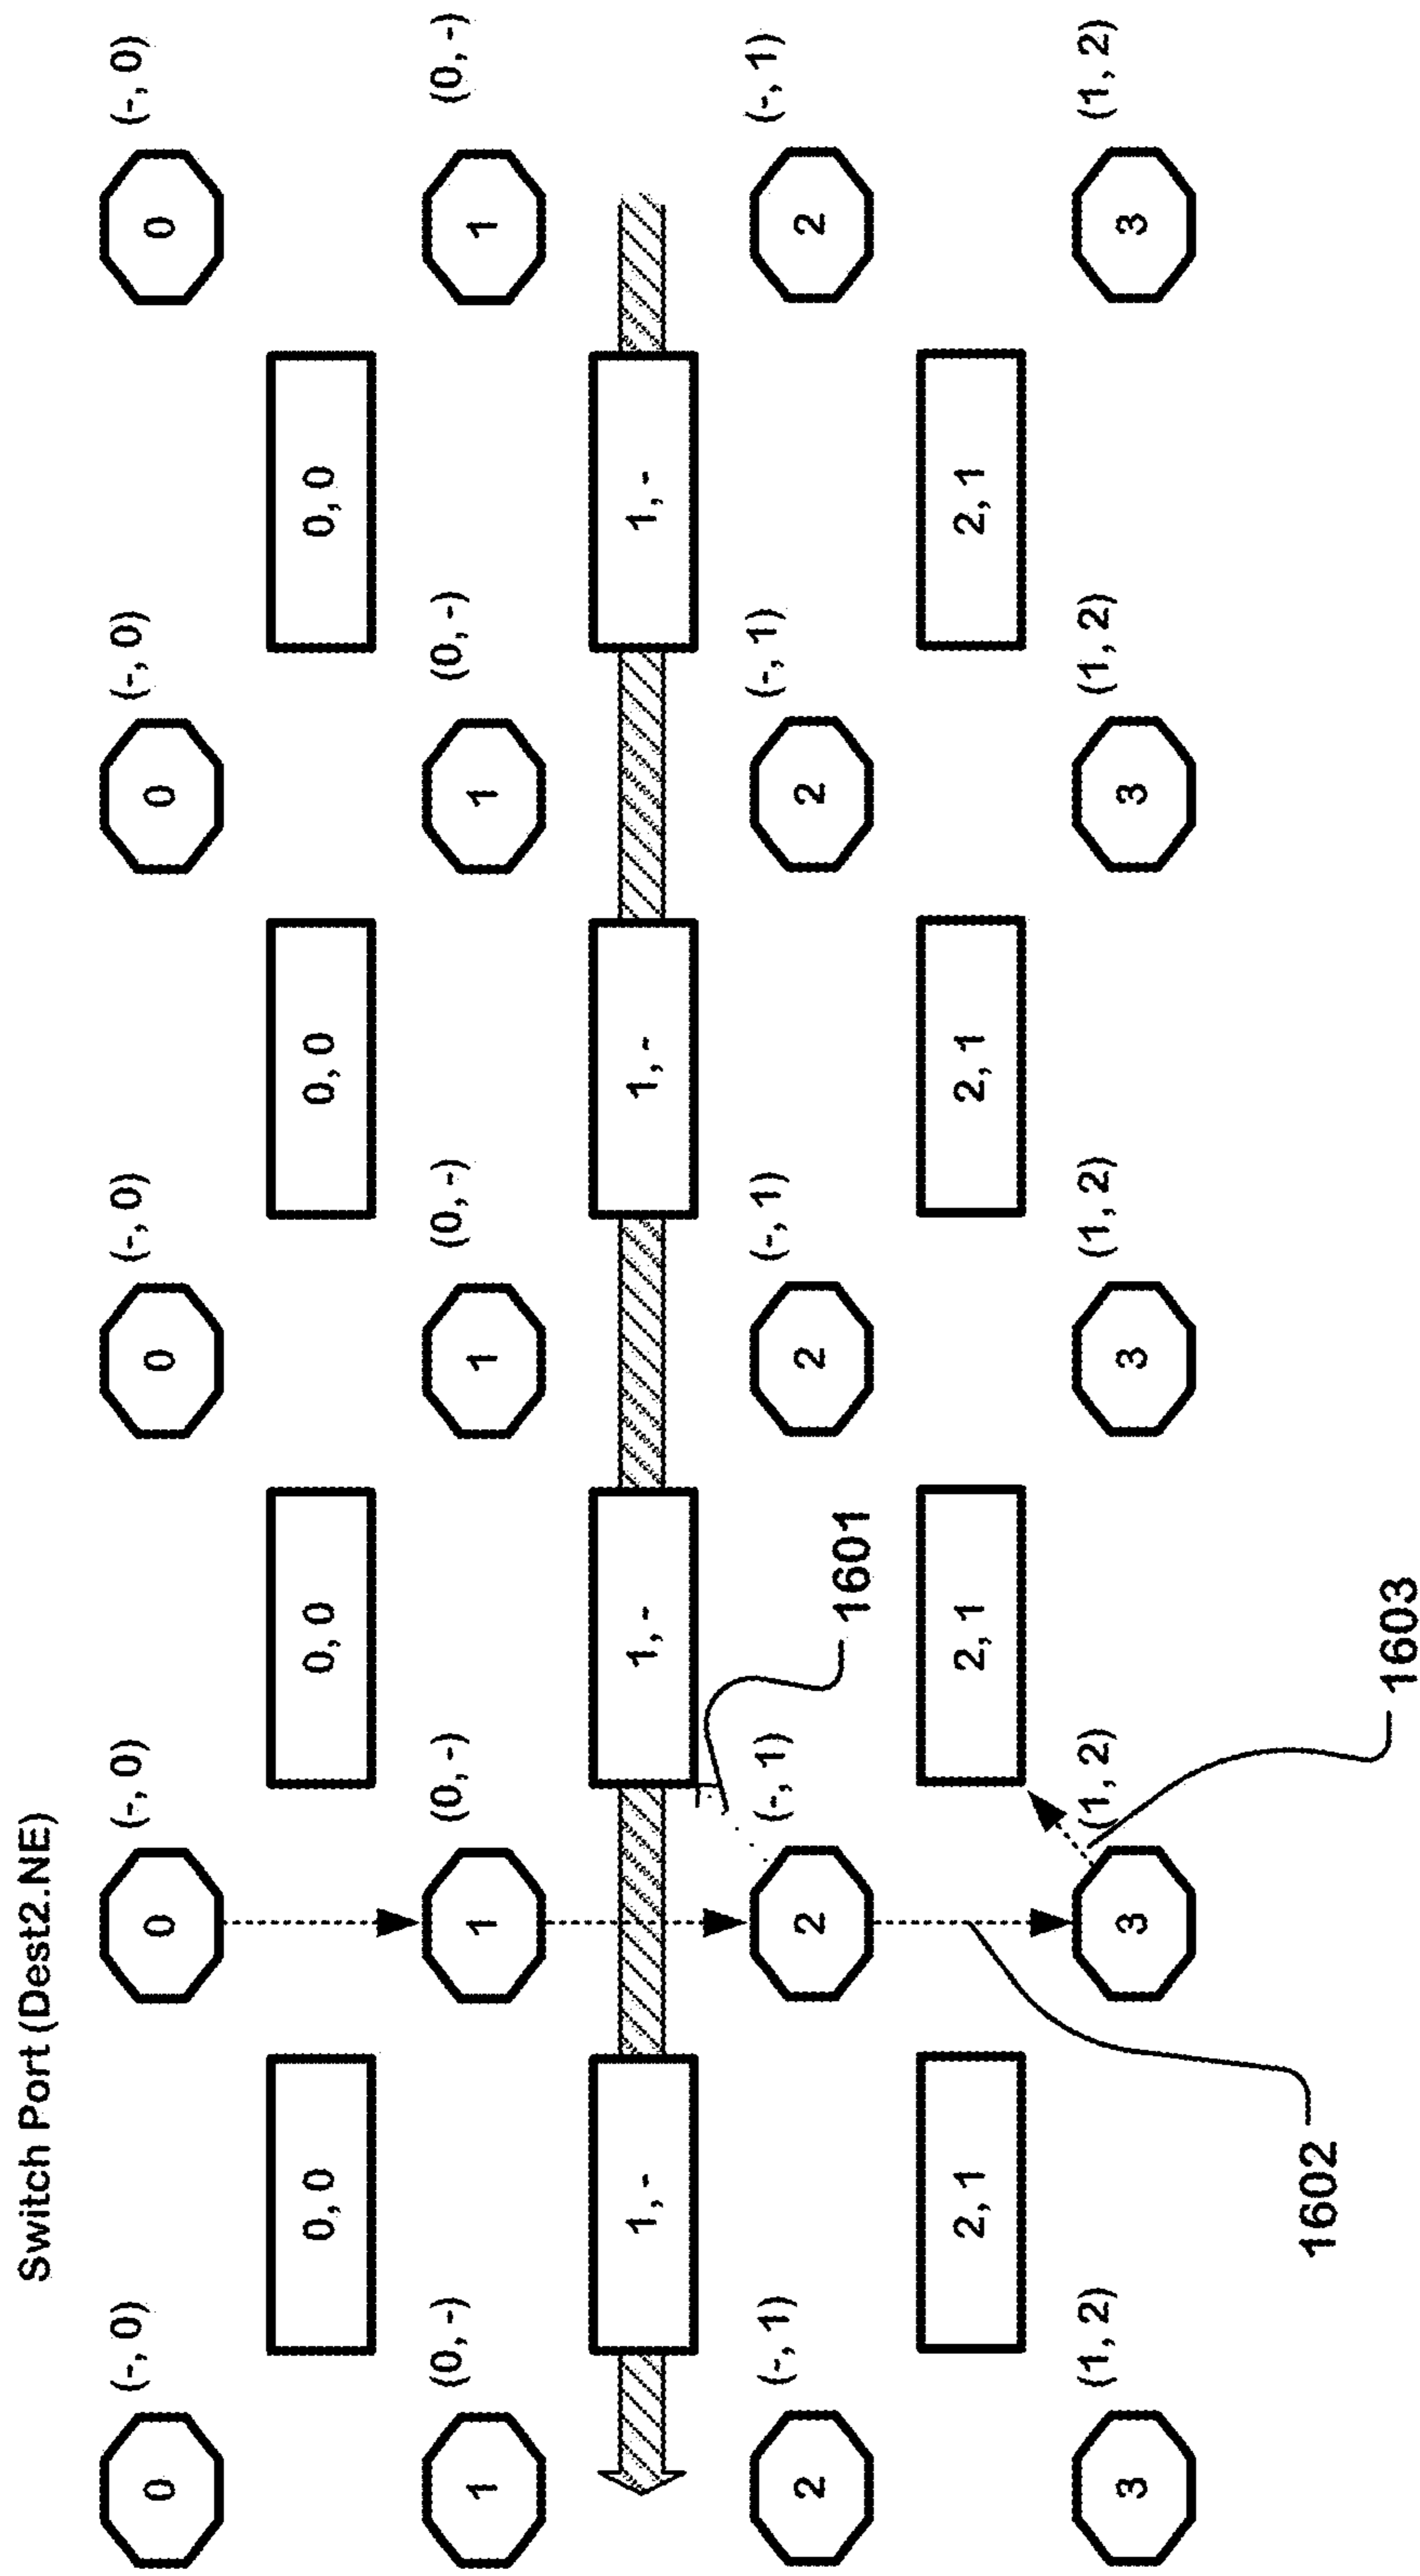 Switch Port (Dest2.NE)
0 (-, 0) 0 (-, 0) 0 (-, 0) 0 (-, 0) 0 (-, 0)
0, 0 0, 0 0, 0 0, 0
1 (0, -) 1 (0, -) 1 (0, -) 1 (0, -) 1 (0, -)
1, - 1, - 1, - 1, -
2 (-, 1) 2 (-, 1) 2 (-, 1) 2 (-, 1) 2 (-, 1)
1601
2, 1 2, 1 2, 1 2, 1
3 (1, 2) 3 (1, 2) 3 (1, 2) 3 (1, 2) 3 (1, 2)
1602
1603